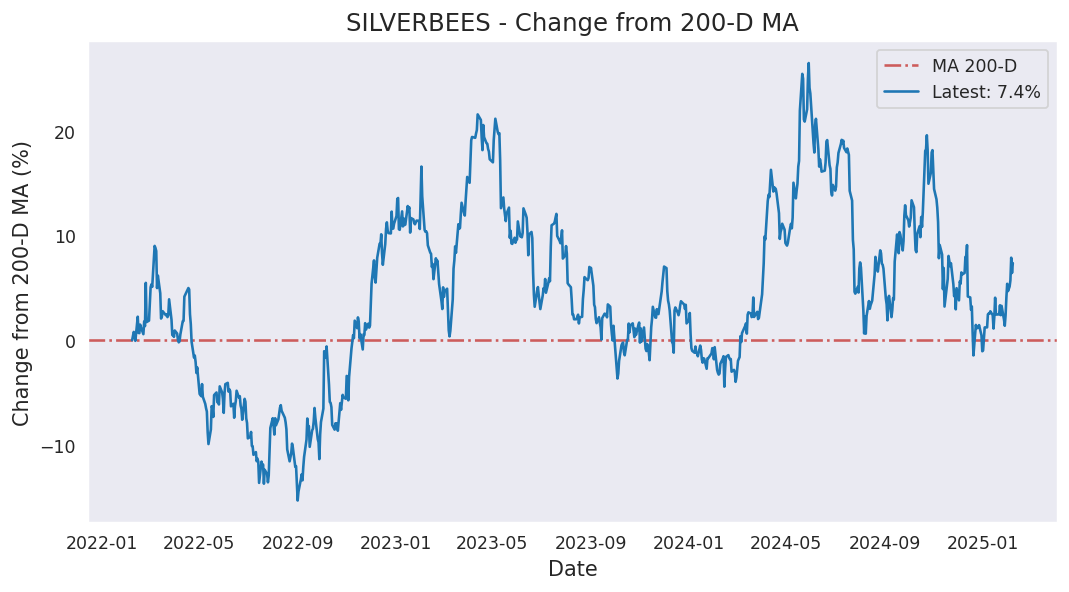 SILVERBEES - Change from 200-D MA
MA 200-D
Latest: 7.4%
Change from 200-D MA (%)
20
10
0
−10
2022-01 2022-05 2022-09 2023-01 2023-05 2023-09 2024-01 2024-05 2024-09 2025-01
Date